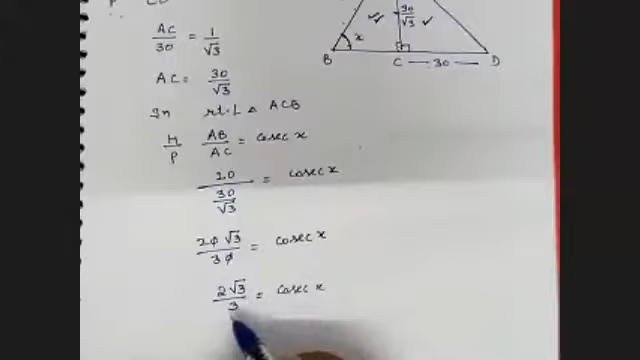 AC/30 = 1/√3
30/√3
x
B C 30 D
AC = 30/√3
In rt. L △ ACB
H/P AB/AC = cosec x
20/(30/√3) = cosec x
20√3/30 = cosec x
2√3/3 = cosec x